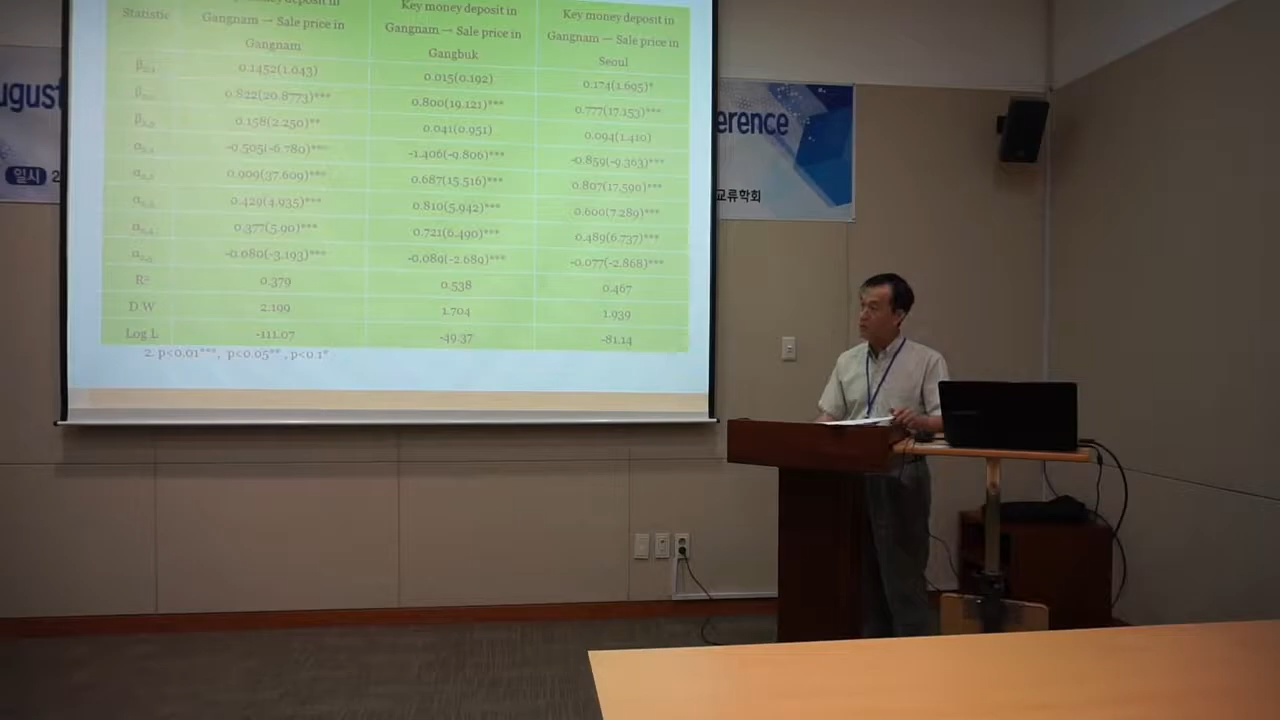 Key money deposit in Key money deposit in
Statistic Gangnam → Sale price in Gangnam → Sale price in Gangnam → Sale price in
Gangnam Gangbuk Seoul
0.1452(1.043) 0.015(0.192) 0.174(1.695)*
0.822(20.8773)*** 0.800(19.121)*** 0.777(17.153)***
0.158(2.250)** 0.041(0.951) 0.094(1.410)
-0.505(-6.780)*** -1.406(-9.806)*** -0.859(-9.363)***
0.909(37.609)*** 0.687(15.516)*** 0.807(17.590)***
0.429(4.935)*** 0.810(5.942)*** 0.600(7.289)***
0.377(5.90)*** 0.721(6.490)*** 0.489(6.737)***
-0.080(-3.193)*** -0.089(-2.689)*** -0.077(-2.868)***
R² 0.379 0.538 0.467
D.W 2.199 1.704 1.939
Log L -111.07 -49.37 -81.14
2. p<0.01***, p<0.05**, p<0.1*
ugust
erence
일시 2
교류학회